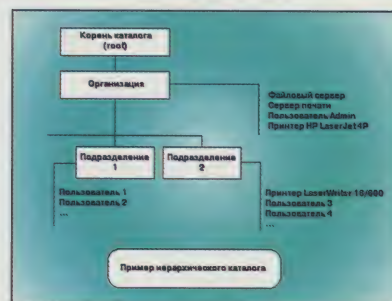 Корень каталога
(root)
Организация
Файловый сервер
Сервер печати
Пользователь Admin
Принтер HP LaserJet4P
Подразделение
1
Подразделение
2
Пользователь 1
Пользователь 2
...
Принтер LaserWriter 16/600
Пользователь 3
Пользователь 4
...
Пример иерархического каталога